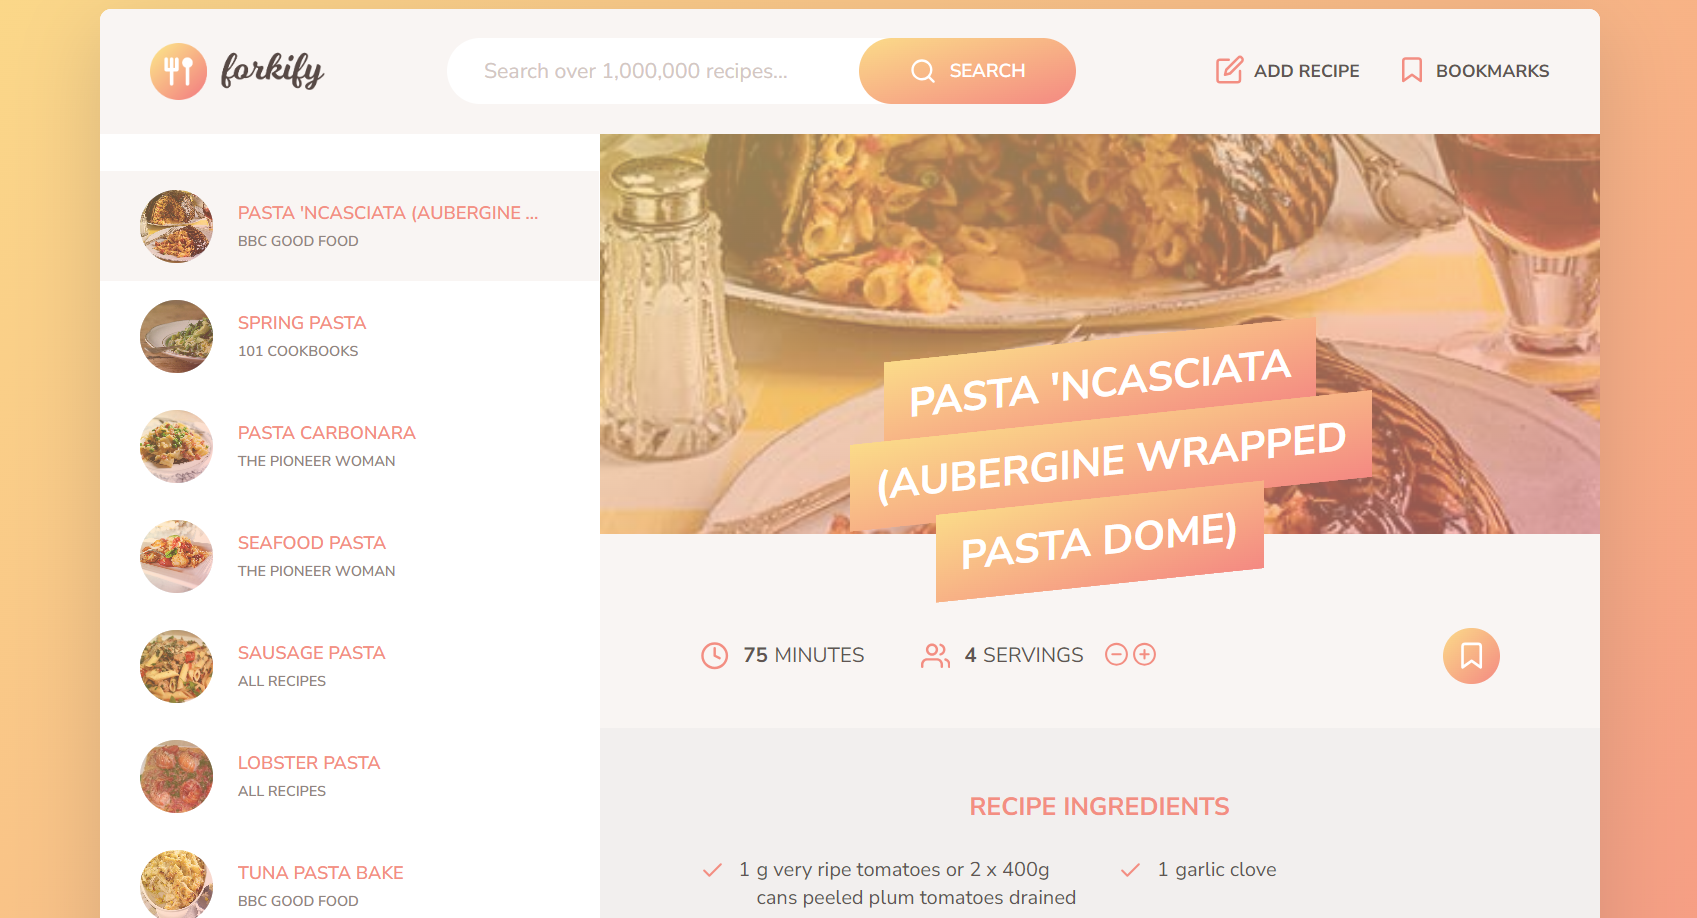 forkify
Search over 1,000,000 recipes...
SEARCH
ADD RECIPE
BOOKMARKS
PASTA 'NCASCIATA (AUBERGINE ...
BBC GOOD FOOD
SPRING PASTA
101 COOKBOOKS
PASTA CARBONARA
THE PIONEER WOMAN
SEAFOOD PASTA
THE PIONEER WOMAN
SAUSAGE PASTA
ALL RECIPES
LOBSTER PASTA
ALL RECIPES
TUNA PASTA BAKE
BBC GOOD FOOD
PASTA 'NCASCIATA
(AUBERGINE WRAPPED
PASTA DOME)
75 MINUTES
4 SERVINGS
RECIPE INGREDIENTS
1 g very ripe tomatoes or 2 x 400g
cans peeled plum tomatoes drained
1 garlic clove